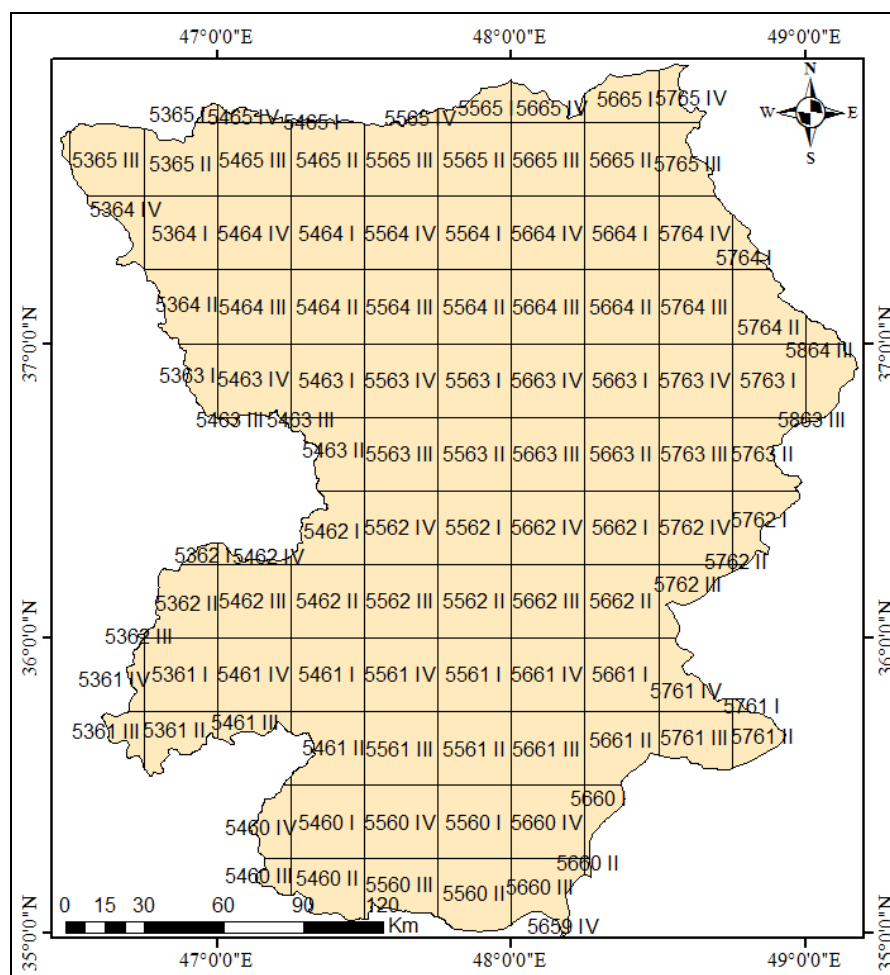 47°0'0"E 48°0'0"E 49°0'0"E
N
W E
S
5365 I 5465 IV 5465 I 5565 IV 5565 I 5665 IV 5665 I 5765 IV
5365 III 5365 II 5465 III 5465 II 5565 III 5565 II 5665 III 5665 II 5765 III
5364 IV
5364 I 5464 IV 5464 I 5564 IV 5564 I 5664 IV 5664 I 5764 IV
5764 I
5364 II 5464 III 5464 II 5564 III 5564 II 5664 III 5664 II 5764 III
5764 II
37°0'0"N 5864 III 37°0'0"N
5363 I 5463 IV 5463 I 5563 IV 5563 I 5663 IV 5663 I 5763 IV 5763 I
5463 III 5463 III 5863 III
5463 II 5563 III 5563 II 5663 III 5663 II 5763 III 5763 II
5462 I 5562 IV 5562 I 5662 IV 5662 I 5762 IV 5762 I
5362 I 5462 IV 5762 II
5762 III
5362 II 5462 III 5462 II 5562 III 5562 II 5662 III 5662 II
36°0'0"N 5362 III 36°0'0"N
5361 IV 5361 I 5461 IV 5461 I 5561 IV 5561 I 5661 IV 5661 I
5761 IV
5761 I
5361 III 5361 II 5461 III
5461 II 5561 III 5561 II 5661 III 5661 II 5761 III 5761 II
5660 I
5460 IV 5460 I 5560 IV 5560 I 5660 IV
5660 II
5460 III 5460 II 5560 III 5560 II 5660 III
0 15 30 60 90 120
Km
5659 IV
35°0'0"N 35°0'0"N
47°0'0"E 48°0'0"E 49°0'0"E